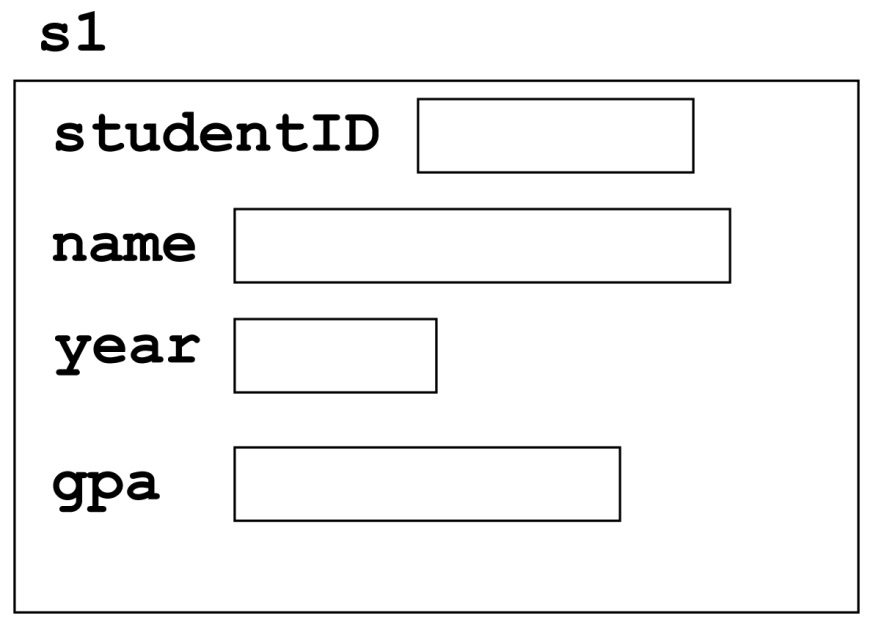 s1
studentID
name
year
gpa